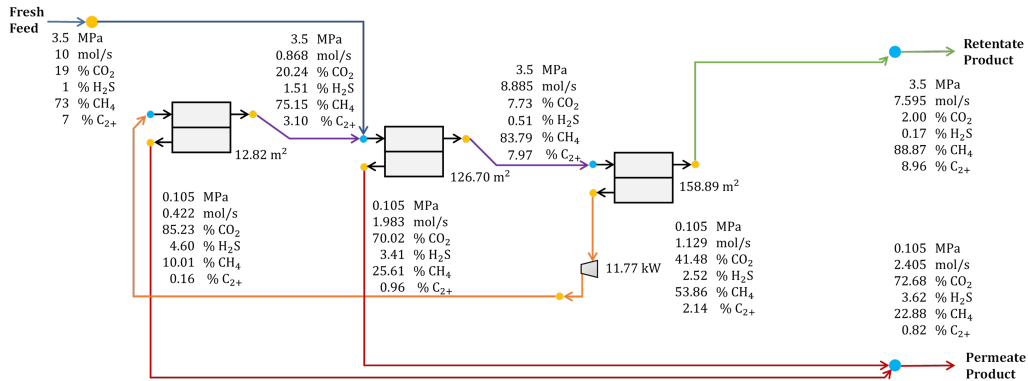 Fresh
Feed
3.5 MPa
10 mol/s
19 % CO₂
1 % H₂S
73 % CH₄
7 % C₂₊
3.5 MPa
0.868 mol/s
20.24 % CO₂
1.51 % H₂S
75.15 % CH₄
3.10 % C₂₊
12.82 m²
3.5 MPa
8.885 mol/s
7.73 % CO₂
0.51 % H₂S
83.79 % CH₄
7.97 % C₂₊
126.70 m²
158.89 m²
Retentate
Product
3.5 MPa
7.595 mol/s
2.00 % CO₂
0.17 % H₂S
88.87 % CH₄
8.96 % C₂₊
0.105 MPa
0.422 mol/s
85.23 % CO₂
4.60 % H₂S
10.01 % CH₄
0.16 % C₂₊
0.105 MPa
1.983 mol/s
70.02 % CO₂
3.41 % H₂S
25.61 % CH₄
0.96 % C₂₊
11.77 kW
0.105 MPa
1.129 mol/s
41.48 % CO₂
2.52 % H₂S
53.86 % CH₄
2.14 % C₂₊
0.105 MPa
2.405 mol/s
72.68 % CO₂
3.62 % H₂S
22.88 % CH₄
0.82 % C₂₊
Permeate
Product